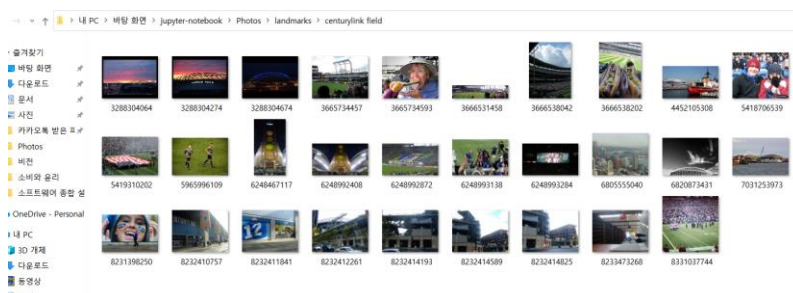 > 내 PC > 바탕 화면 > jupyter-notebook > Photos > landmarks > centurylink field
즐겨찾기
바탕 화면
다운로드
문서
사진
카카오톡 받은 파
Photos
비전
소비와 윤리
소프트웨어 종합 설
OneDrive - Personal
내 PC
3D 개체
다운로드
동영상
3288304064 3288304274 3288304674 3665734457 3665734593 3666531458 3666538042 3666538202 4452105308 5418706539
5419310202 5965996109 6248467117 6248992408 6248992872 6248993138 6248993284 6805555040 6820873431 7031253973
8231398250 8232410757 8232411841 8232412261 8232414193 8232414589 8232414825 8233473268 8331037744
12